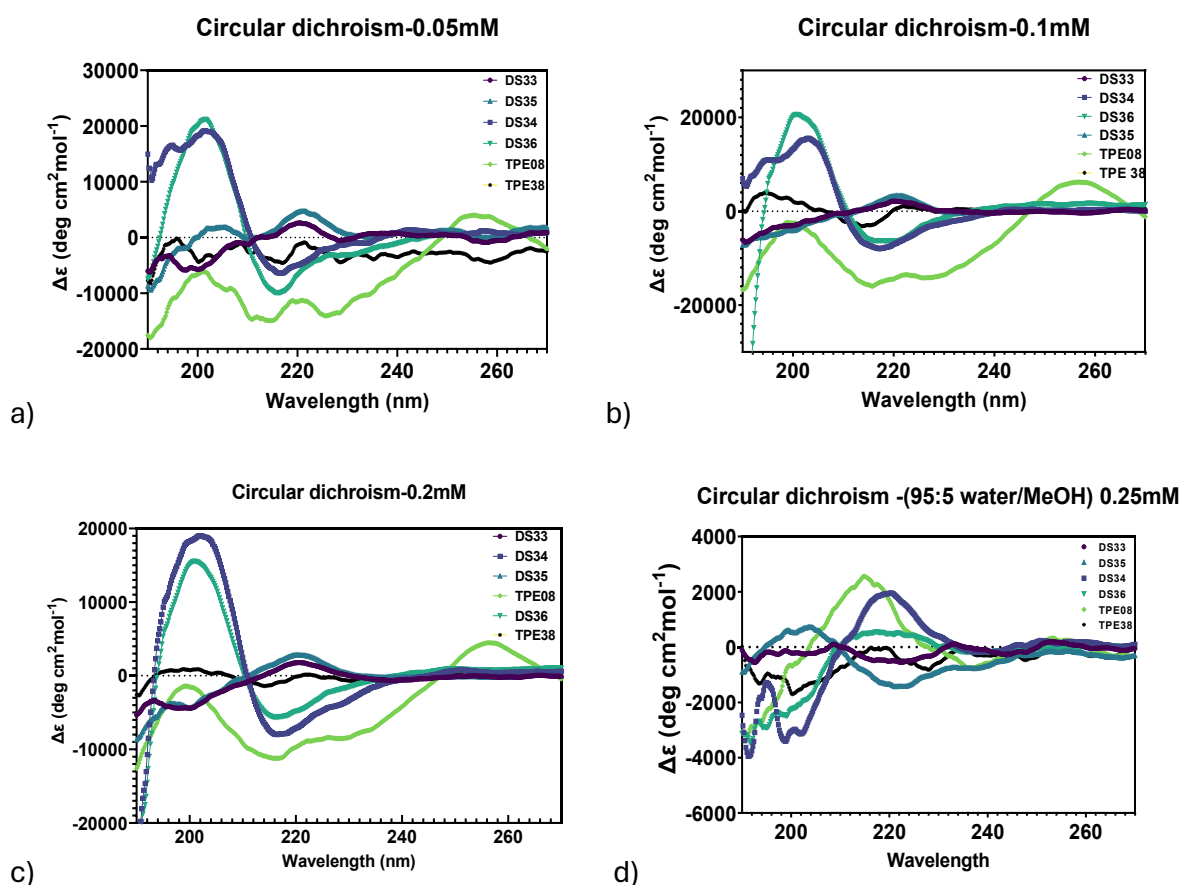 Circular dichroism-0.05mM
Δε (deg cm²mol⁻¹)
30000
20000
10000
0
-10000
-20000
200
220
240
260
Wavelength (nm)
DS33
DS35
DS34
DS36
TPE08
TPE38
a)
Circular dichroism-0.1mM
Δε (deg cm²mol⁻¹)
20000
0
-20000
200
220
240
260
Wavelength (nm)
DS33
DS34
DS36
DS35
TPE08
TPE 38
b)
Circular dichroism-0.2mM
Δε (deg cm²mol⁻¹)
20000
10000
0
-10000
-20000
200
220
240
260
Wavelength (nm)
DS33
DS34
DS35
TPE08
DS36
TPE38
c)
Circular dichroism -(95:5 water/MeOH) 0.25mM
Δε (deg cm²mol⁻¹)
4000
2000
0
-2000
-4000
-6000
200
220
240
260
Wavelength
DS33
DS35
DS34
DS36
TPE08
TPE38
d)